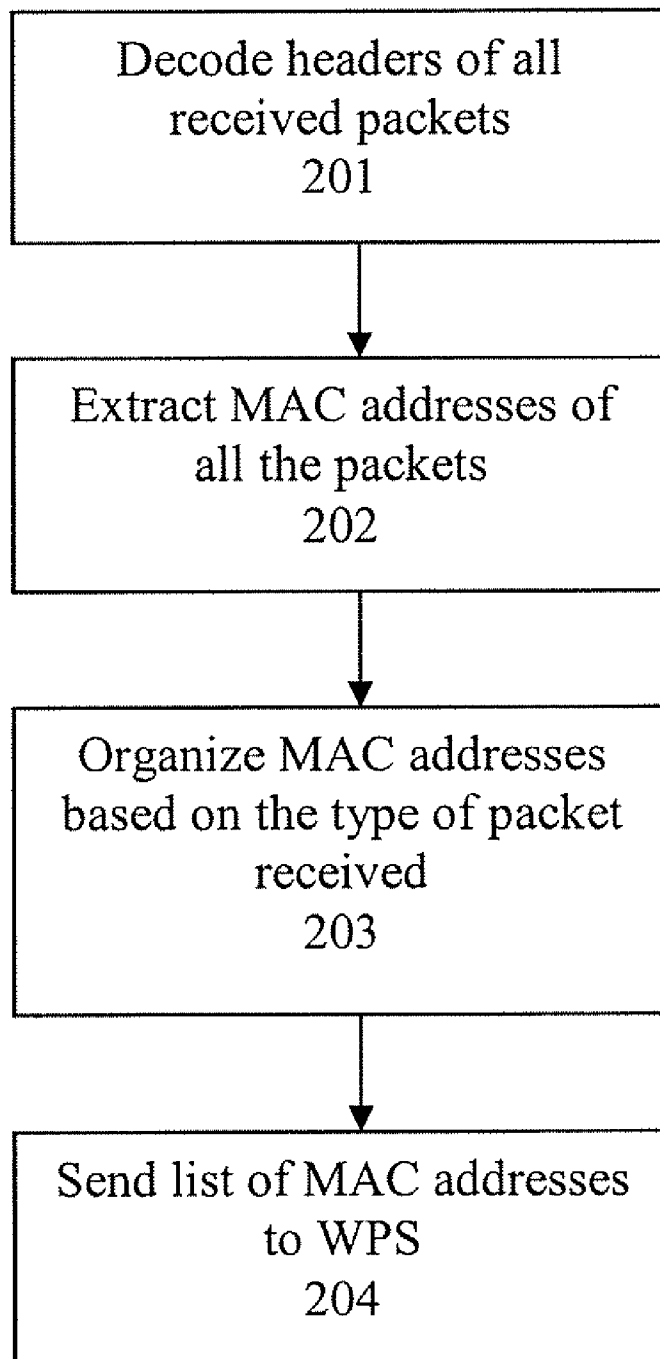 Decode headers of all
received packets
201
Extract MAC addresses of
all the packets
202
Organize MAC addresses
based on the type of packet
received
203
Send list of MAC addresses
to WPS
204